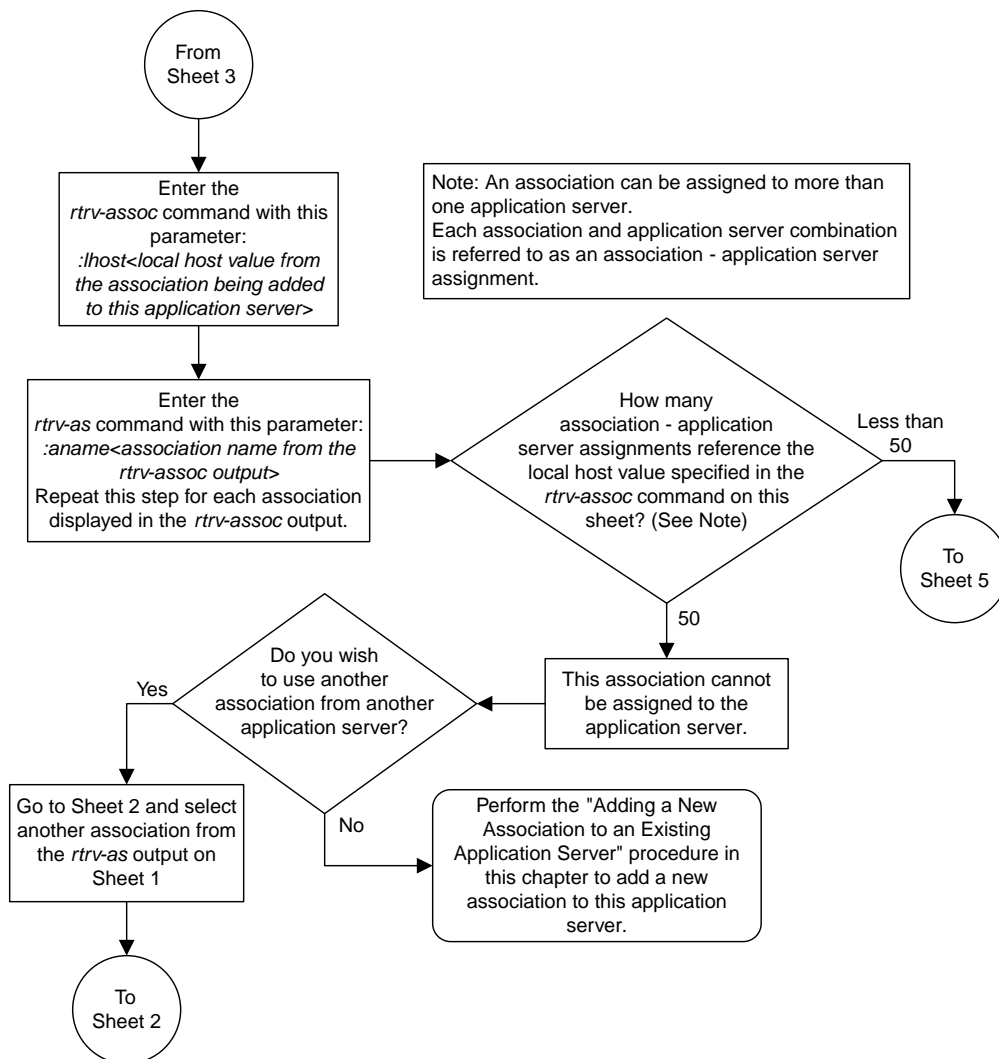 From
Sheet 3
Enter the
rtrv-assoc command with this
parameter:
:lhost<local host value from
the association being added
to this application server>
Note: An association can be assigned to more than
one application server.
Each association and application server combination
is referred to as an association - application server
assignment.
Enter the
rtrv-as command with this parameter:
:aname<association name from the
rtrv-assoc output>
Repeat this step for each association
displayed in the rtrv-assoc output.
How many
association - application
server assignments reference the
local host value specified in the
rtrv-assoc command on this
sheet? (See Note)
Less than
50
To
Sheet 5
50
This association cannot
be assigned to the
application server.
Do you wish
to use another
association from another
application server?
Yes
Go to Sheet 2 and select
another association from
the rtrv-as output on
Sheet 1
No
Perform the "Adding a New
Association to an Existing
Application Server" procedure in
this chapter to add a new
association to this application
server.
To
Sheet 2